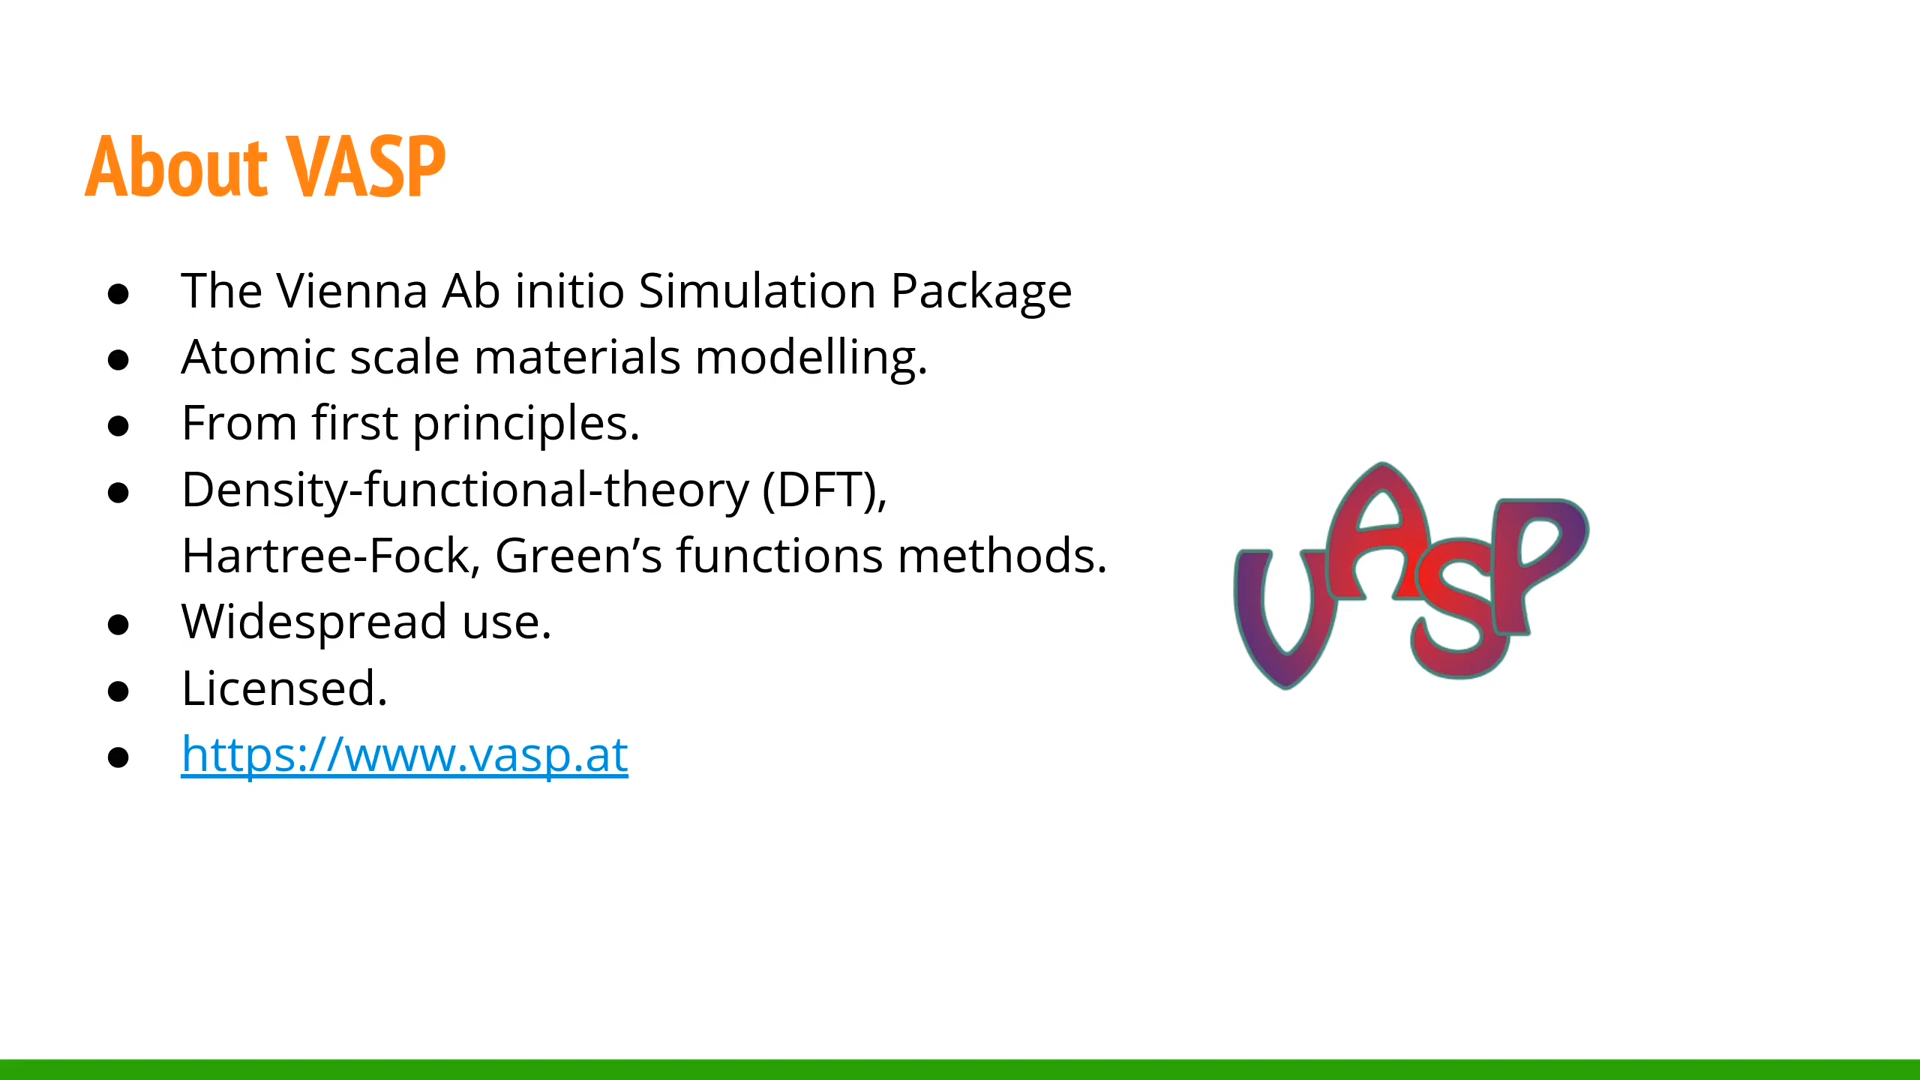 About VASP
● The Vienna Ab initio Simulation Package
● Atomic scale materials modelling.
● From first principles.
● Density-functional-theory (DFT),
Hartree-Fock, Green’s functions methods.
● Widespread use.
● Licensed.
● https://www.vasp.at
VASP